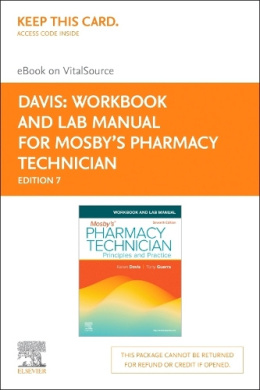 KEEP THIS CARD.
ACCESS CODE INSIDE
eBook on VitalSource
DAVIS: WORKBOOK
AND LAB MANUAL
FOR MOSBY'S PHARMACY
TECHNICIAN
EDITION 7
WORKBOOK AND LAB MANUAL
Mosby's
PHARMACY
TECHNICIAN
Principles and Practice
Karen Davis
ELSEVIER
THIS PACKAGE CANNOT BE RETURNED
FOR REFUND OR CREDIT IF OPENED.